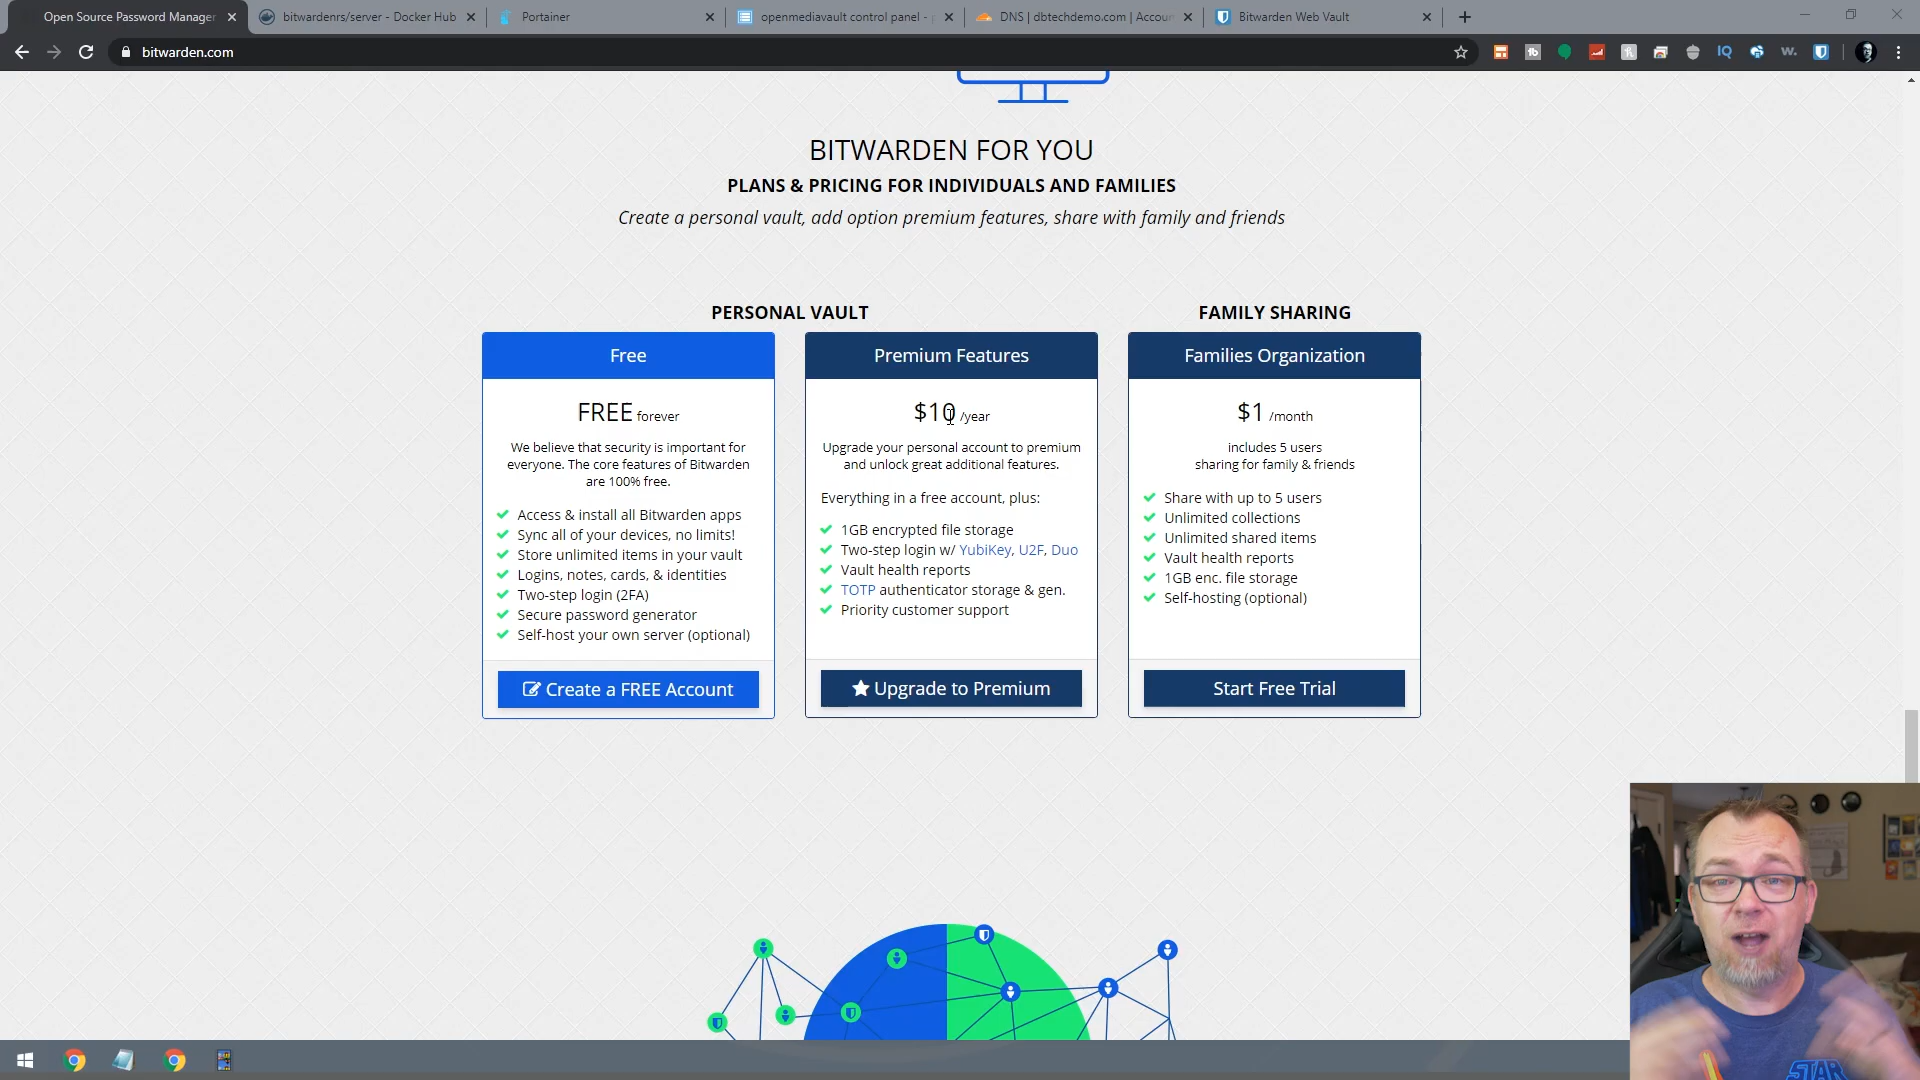 Open Source Password Manager
bitwardenrs/server - Docker Hub
Portainer
openmediavault control panel -
DNS | dbtechdemo.com | Accoun
Bitwarden Web Vault
bitwarden.com
BITWARDEN FOR YOU
PLANS & PRICING FOR INDIVIDUALS AND FAMILIES
Create a personal vault, add option premium features, share with family and friends
PERSONAL VAULT
FAMILY SHARING
Free
FREE forever
We believe that security is important for
everyone. The core features of Bitwarden
are 100% free.
Access & install all Bitwarden apps
Sync all of your devices, no limits!
Store unlimited items in your vault
Logins, notes, cards, & identities
Two-step login (2FA)
Secure password generator
Self-host your own server (optional)
Create a FREE Account
Premium Features
$10 /year
Upgrade your personal account to premium
and unlock great additional features.
Everything in a free account, plus:
1GB encrypted file storage
Two-step login w/ YubiKey, U2F, Duo
Vault health reports
TOTP authenticator storage & gen.
Priority customer support
Upgrade to Premium
Families Organization
$1 /month
includes 5 users
sharing for family & friends
Share with up to 5 users
Unlimited collections
Unlimited shared items
Vault health reports
1GB enc. file storage
Self-hosting (optional)
Start Free Trial
STAR